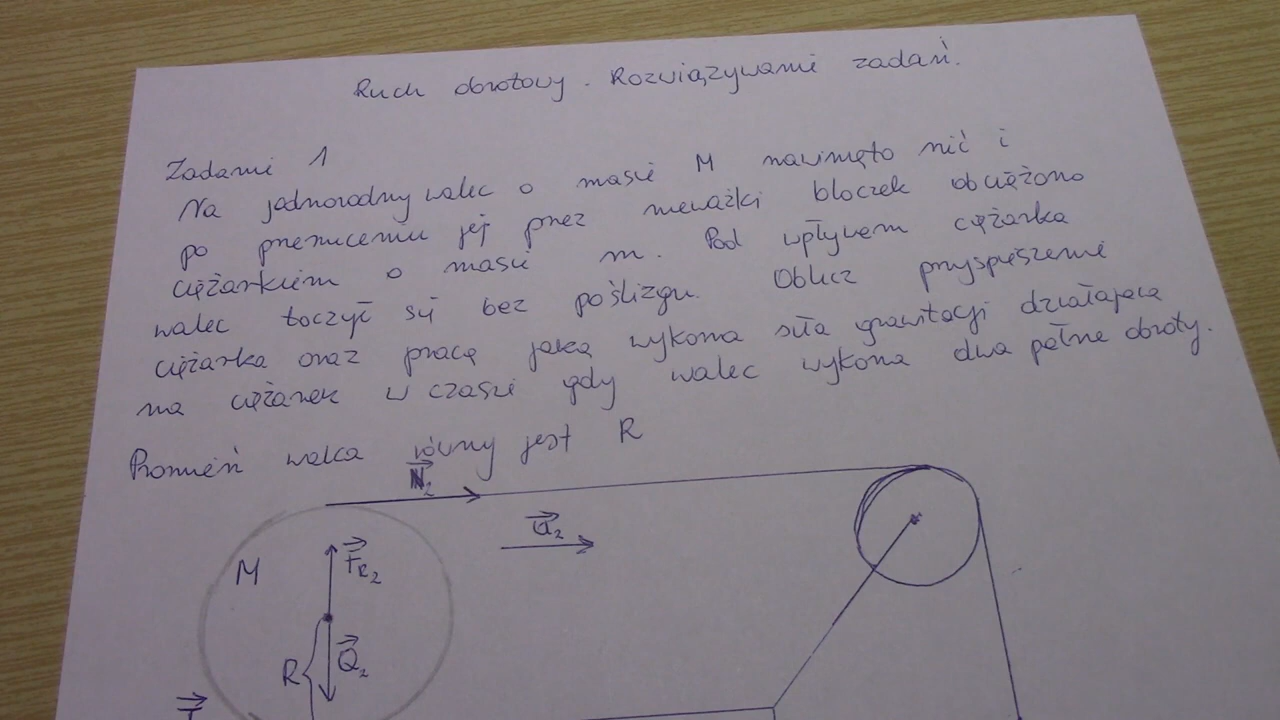 Ruch obrotowy. Rozwiązywanie zadań.
Zadanie 1
Na jednorodny walec o masie M nawinięto nić i
po przerzuceniu jej przez nieważki bloczek obciążono
ciężarkiem o masie m. Pod wpływem ciężarka
walec toczył się bez poślizgu. Oblicz przyspieszenie
ciężarka oraz pracę jaką wykona siła grawitacji działająca
na ciężarek w czasie gdy walec wykona dwa pełne obroty.
Promień walca równy jest R
N₂
a₂
M
F_R₂
Q₂
R
T